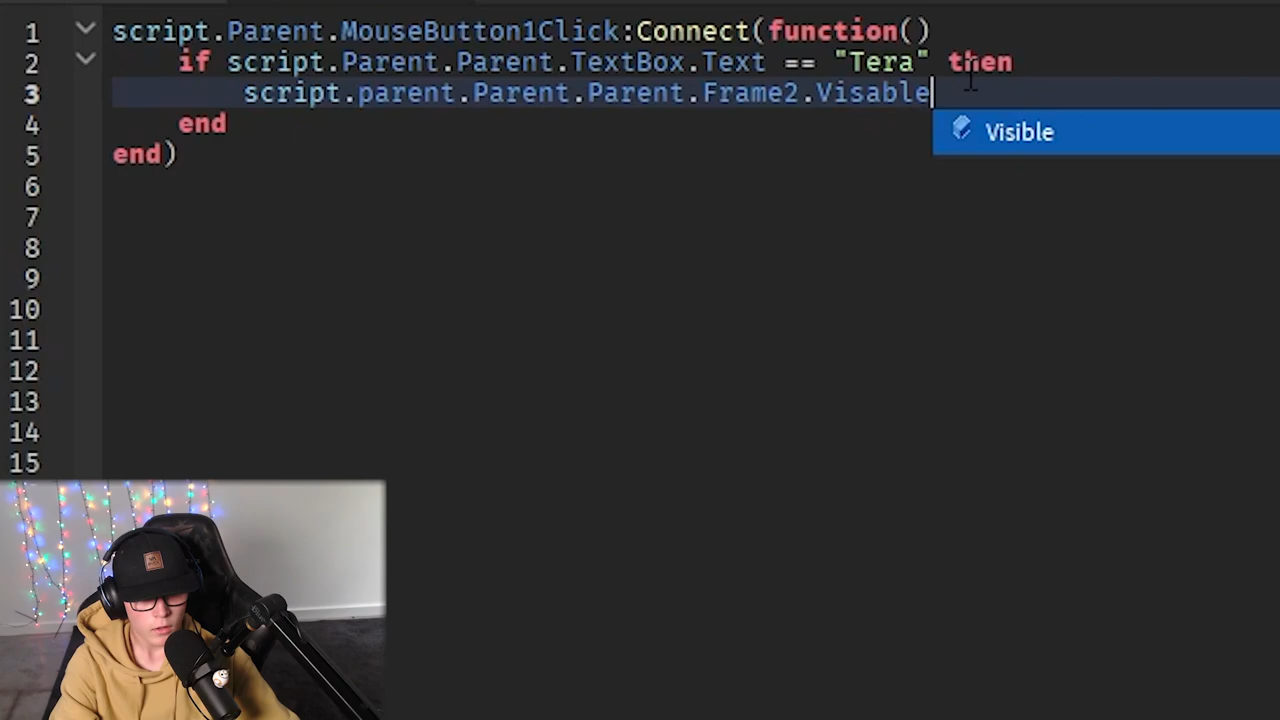 1 script.Parent.MouseButton1Click:Connect(function()
2 if script.Parent.Parent.TextBox.Text == "Tera" then
3 script.parent.Parent.Parent.Frame2.Visable
Visible
4 end
5 end)
6
7
8
9
10
11
12
13
14
15